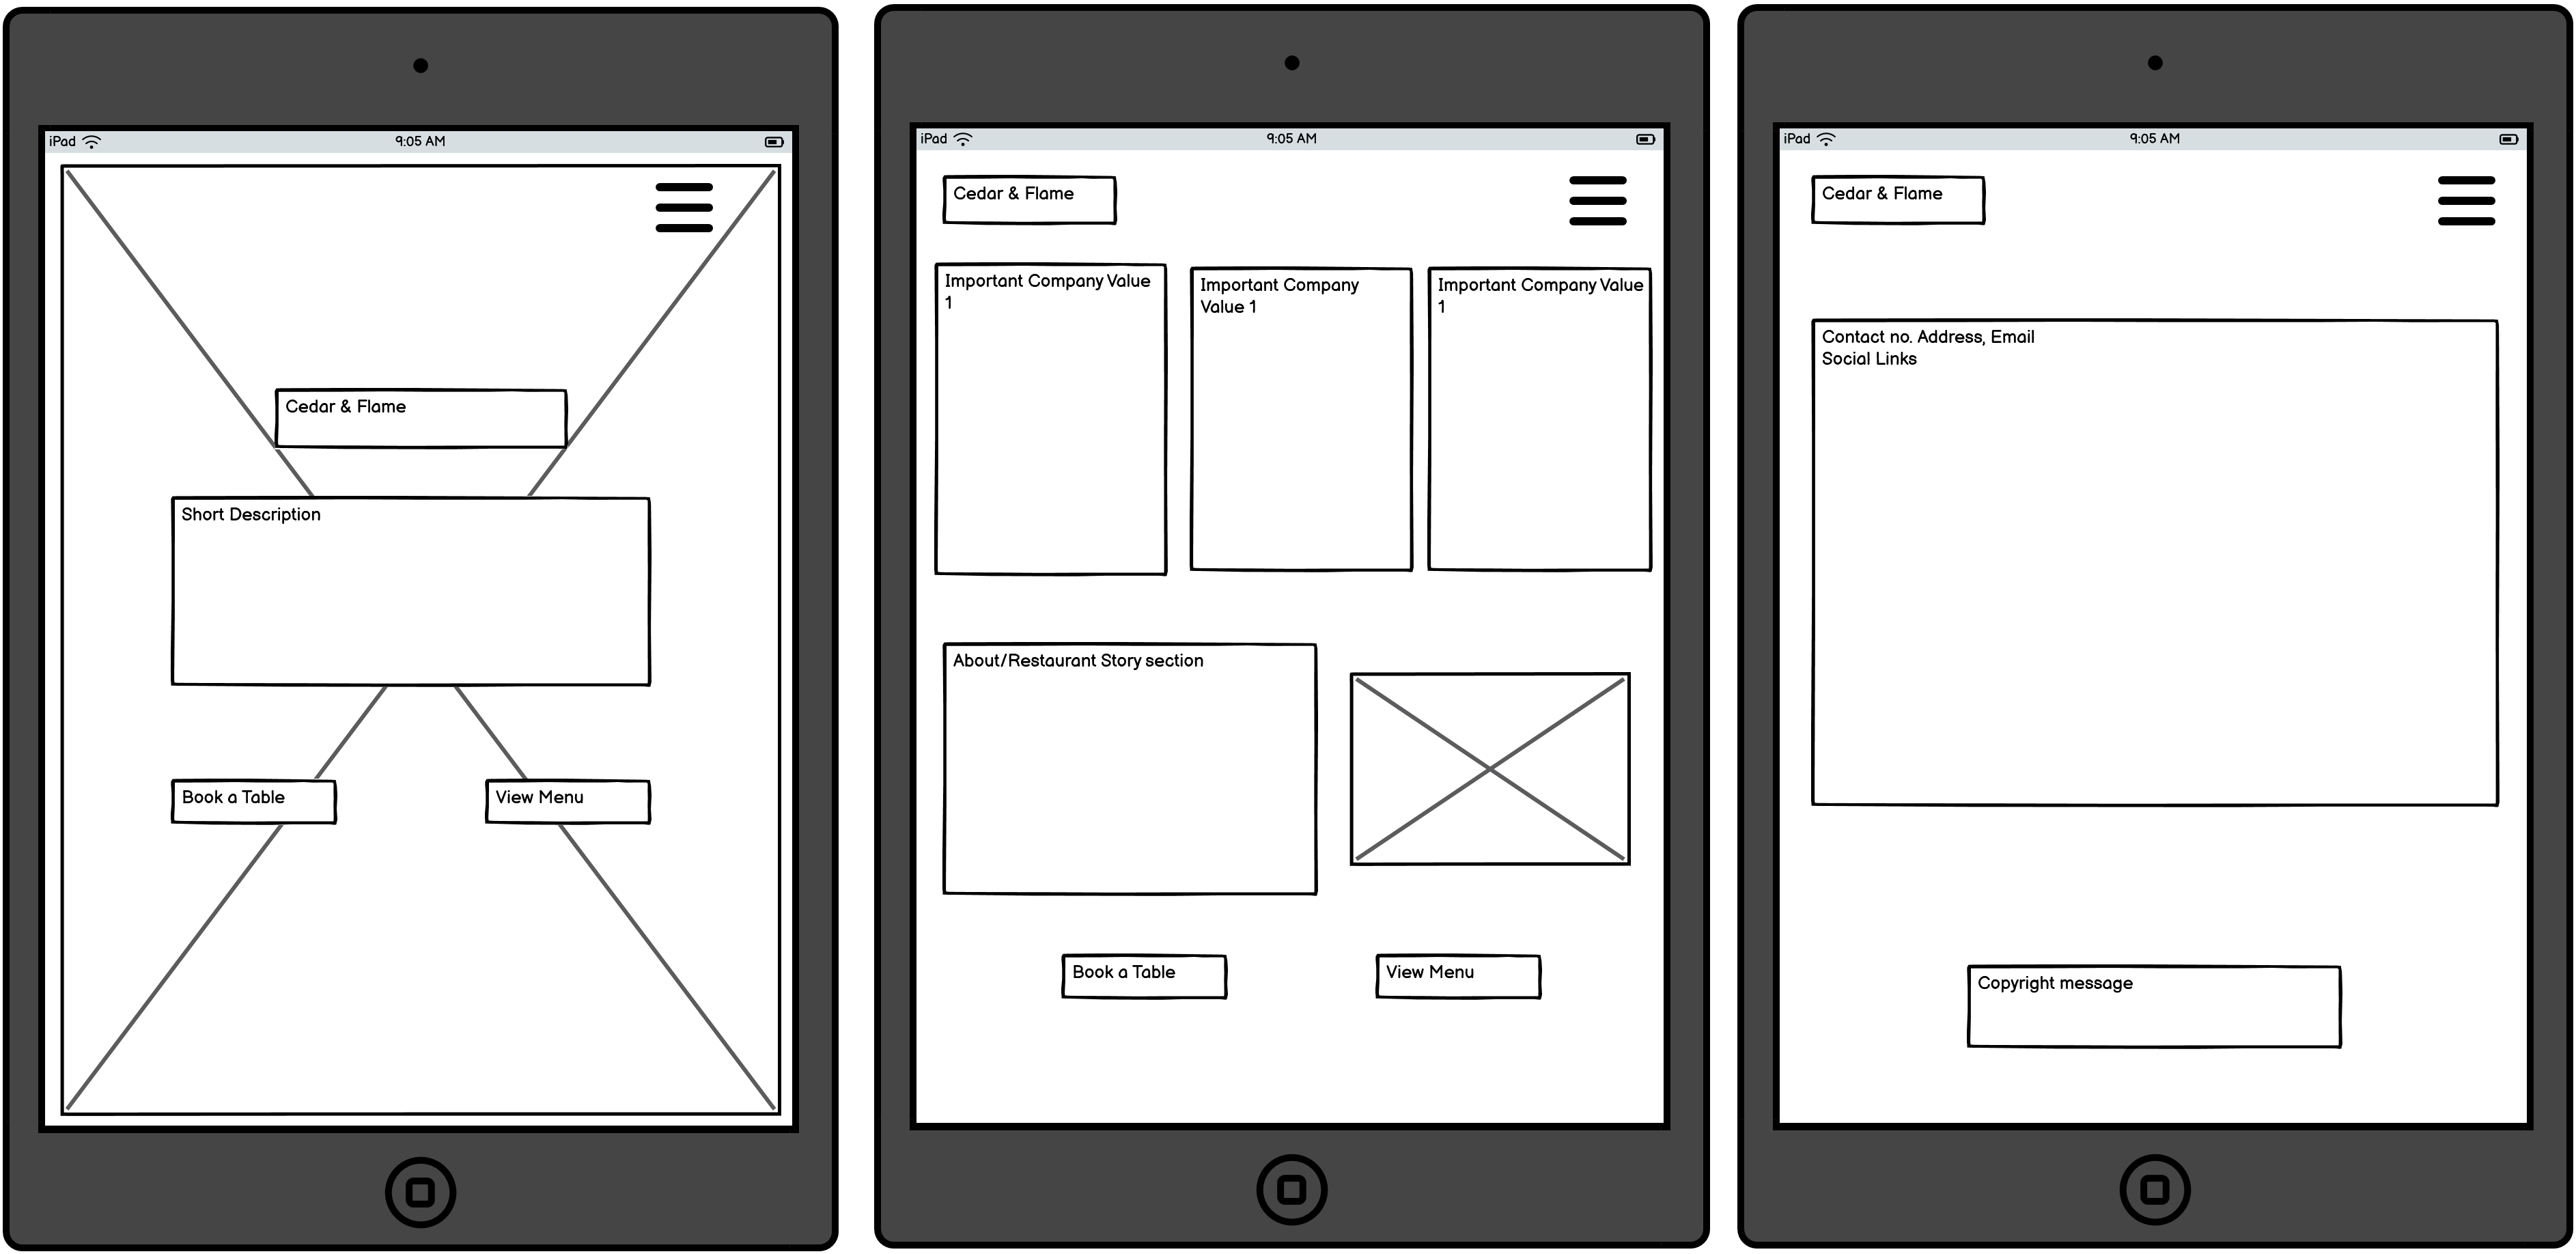 iPad 9:05 AM
Cedar & Flame
Short Description
Book a Table
View Menu
iPad 9:05 AM
Cedar & Flame
Important Company Value
1
Important Company
Value 1
Important Company Value
1
About/Restaurant Story section
Book a Table
View Menu
iPad 9:05 AM
Cedar & Flame
Contact no. Address, Email
Social Links
Copyright message